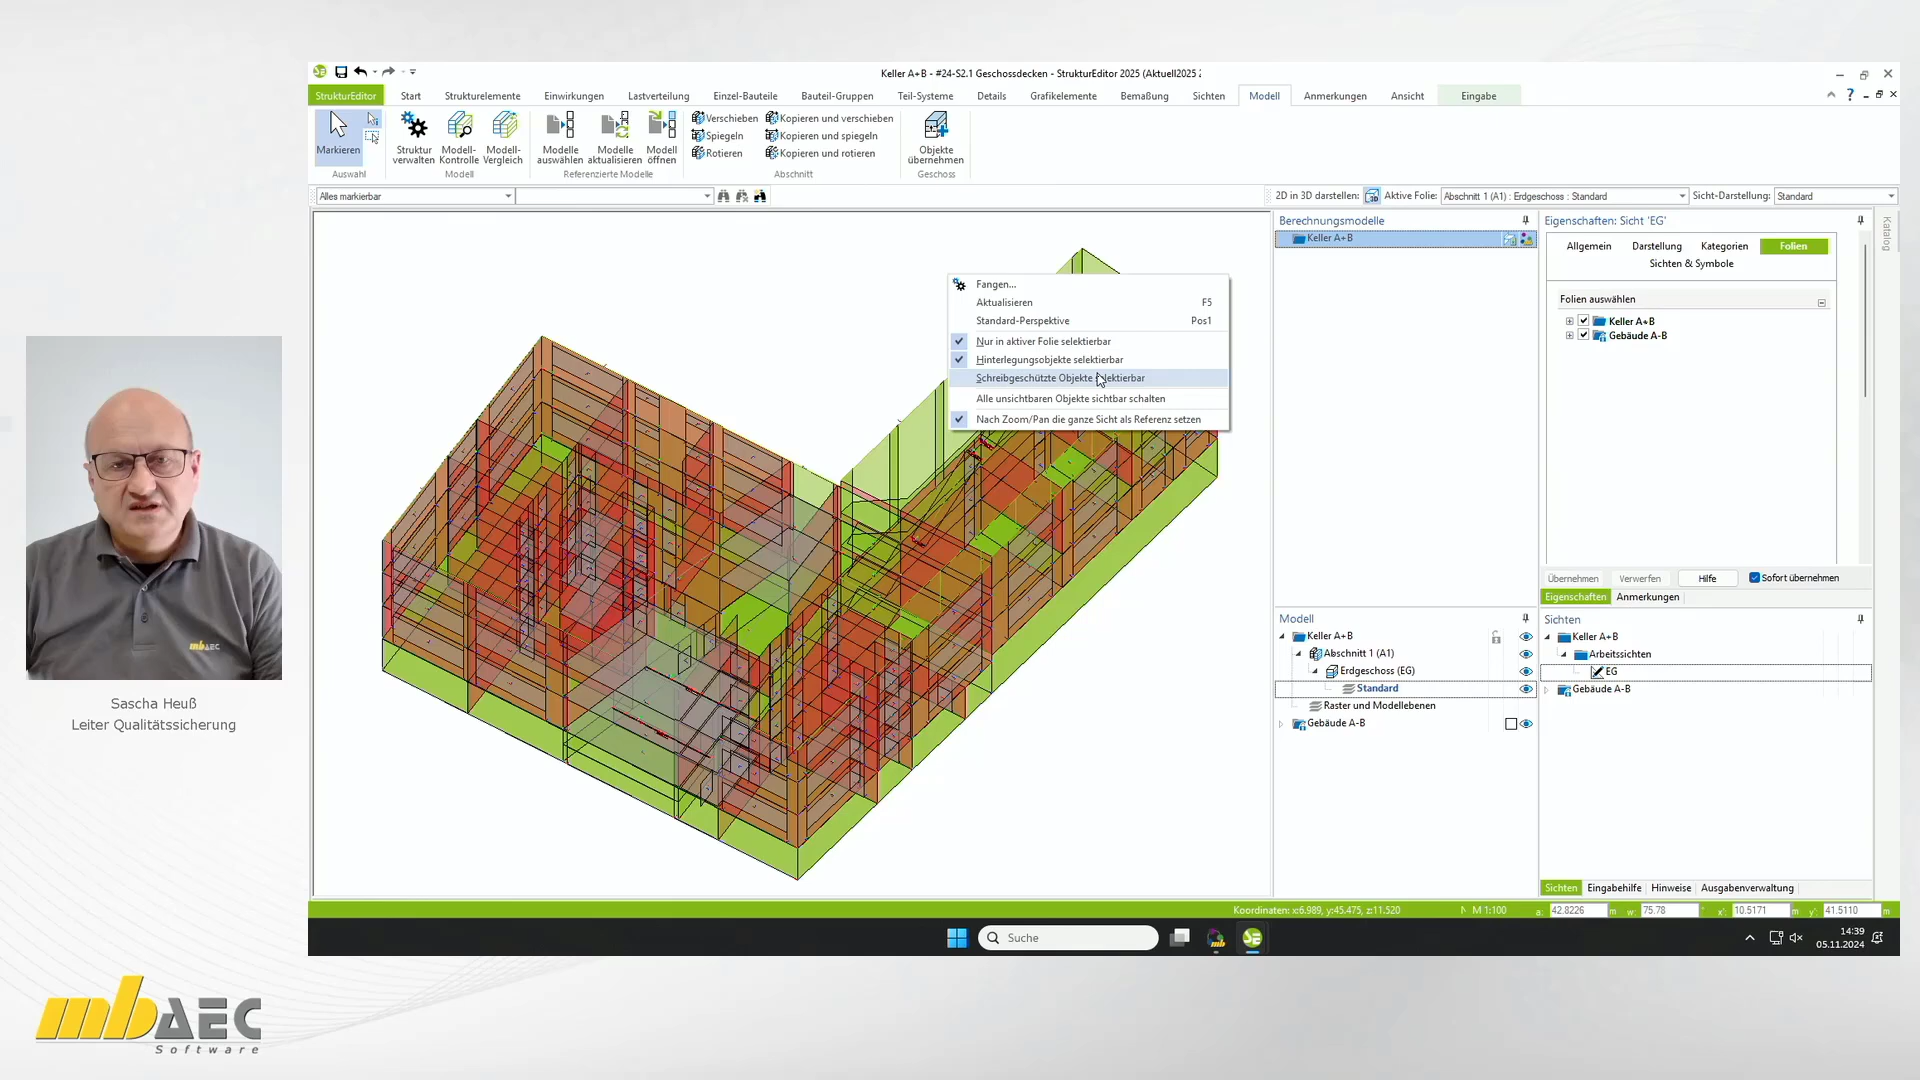 Keller A+B - #24-S2.1 Geschossdecken - StrukturEditor 2025 (Aktuell2025 2
StrukturEditor Start Strukturelemente Einwirkungen Lastverteilung Einzel-Bauteile Bauteil-Gruppen Teil-Systeme Details Grafikelemente Bemaßung Sichten Modell Anmerkungen Ansicht Eingabe
Markieren
Auswahl
Struktur verwalten
Modell-Kontrolle
Modell-Vergleich
Modell
Modelle auswählen
Modelle aktualisieren
Modell öffnen
Referenzierte Modelle
Verschieben
Spiegeln
Rotieren
Kopieren und verschieben
Kopieren und spiegeln
Kopieren und rotieren
Abschnitt
Objekte übernehmen
Geschoss
Alles markierbar
2D in 3D darstellen: Aktive Folie: Abschnitt 1 (A1) : Erdgeschoss : Standard Sicht-Darstellung: Standard
Fangen...
Aktualisieren F5
Standard-Perspektive Pos1
Nur in aktiver Folie selektierbar
Hinterlegungsobjekte selektierbar
Schreibgeschützte Objekte selektierbar
Alle unsichtbaren Objekte sichtbar schalten
Nach Zoom/Pan die ganze Sicht als Referenz setzen
Berechnungsmodelle
Keller A+B
Eigenschaften: Sicht 'EG'
Allgemein Darstellung Kategorien Folien
Sichten & Symbole
Folien auswählen
Keller A+B
Gebäude A-B
Katalog
Übernehmen Verwerfen Hilfe Sofort übernehmen
Eigenschaften Anmerkungen
Modell
Keller A+B
Abschnitt 1 (A1)
Erdgeschoss (EG)
Standard
Raster und Modellebenen
Gebäude A-B
Sichten
Keller A+B
Arbeitssichten
EG
Gebäude A-B
Sichten Eingabehilfe Hinweise Ausgabenverwaltung
Koordinaten: x:6.989, y:45.475, z:11.520 M 1:100 a: 42.8226 m w: 75.78 ° x': 10.5171 m y': 41.5110 m
Suche
14:39
05.11.2024
mbAEC
Sascha Heuß
Leiter Qualitätssicherung
mbAEC
Software